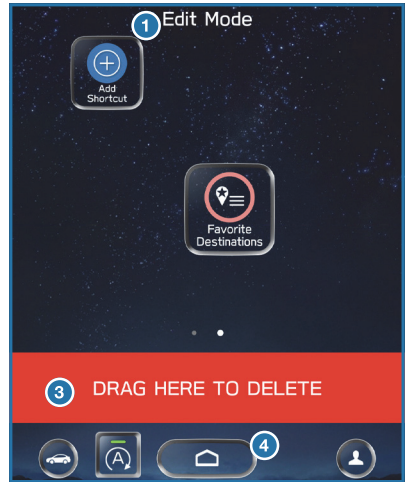 1
Edit Mode
Add
Shortcut
Favorite
Destinations
3
DRAG HERE TO DELETE
4
A